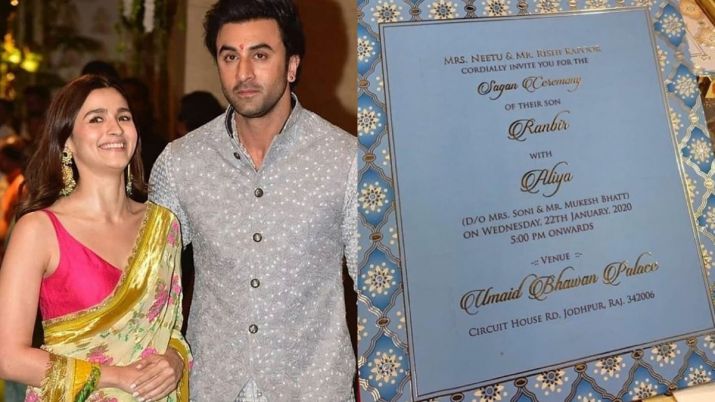 MRS. NEETU & MR. RISHI KAPOOR
CORDIALLY INVITE YOU FOR THE
Sagan Ceremony
OF THEIR SON
Ranbir
WITH
Aliya
(D/O MRS. SONI & MR. MUKESH BHATT)
ON WEDNESDAY, 22TH JANUARY, 2020
5:00 PM ONWARDS
-: VENUE :-
Umaid Bhawan Palace
CIRCUIT HOUSE RD, JODHPUR, RAJ. 342006